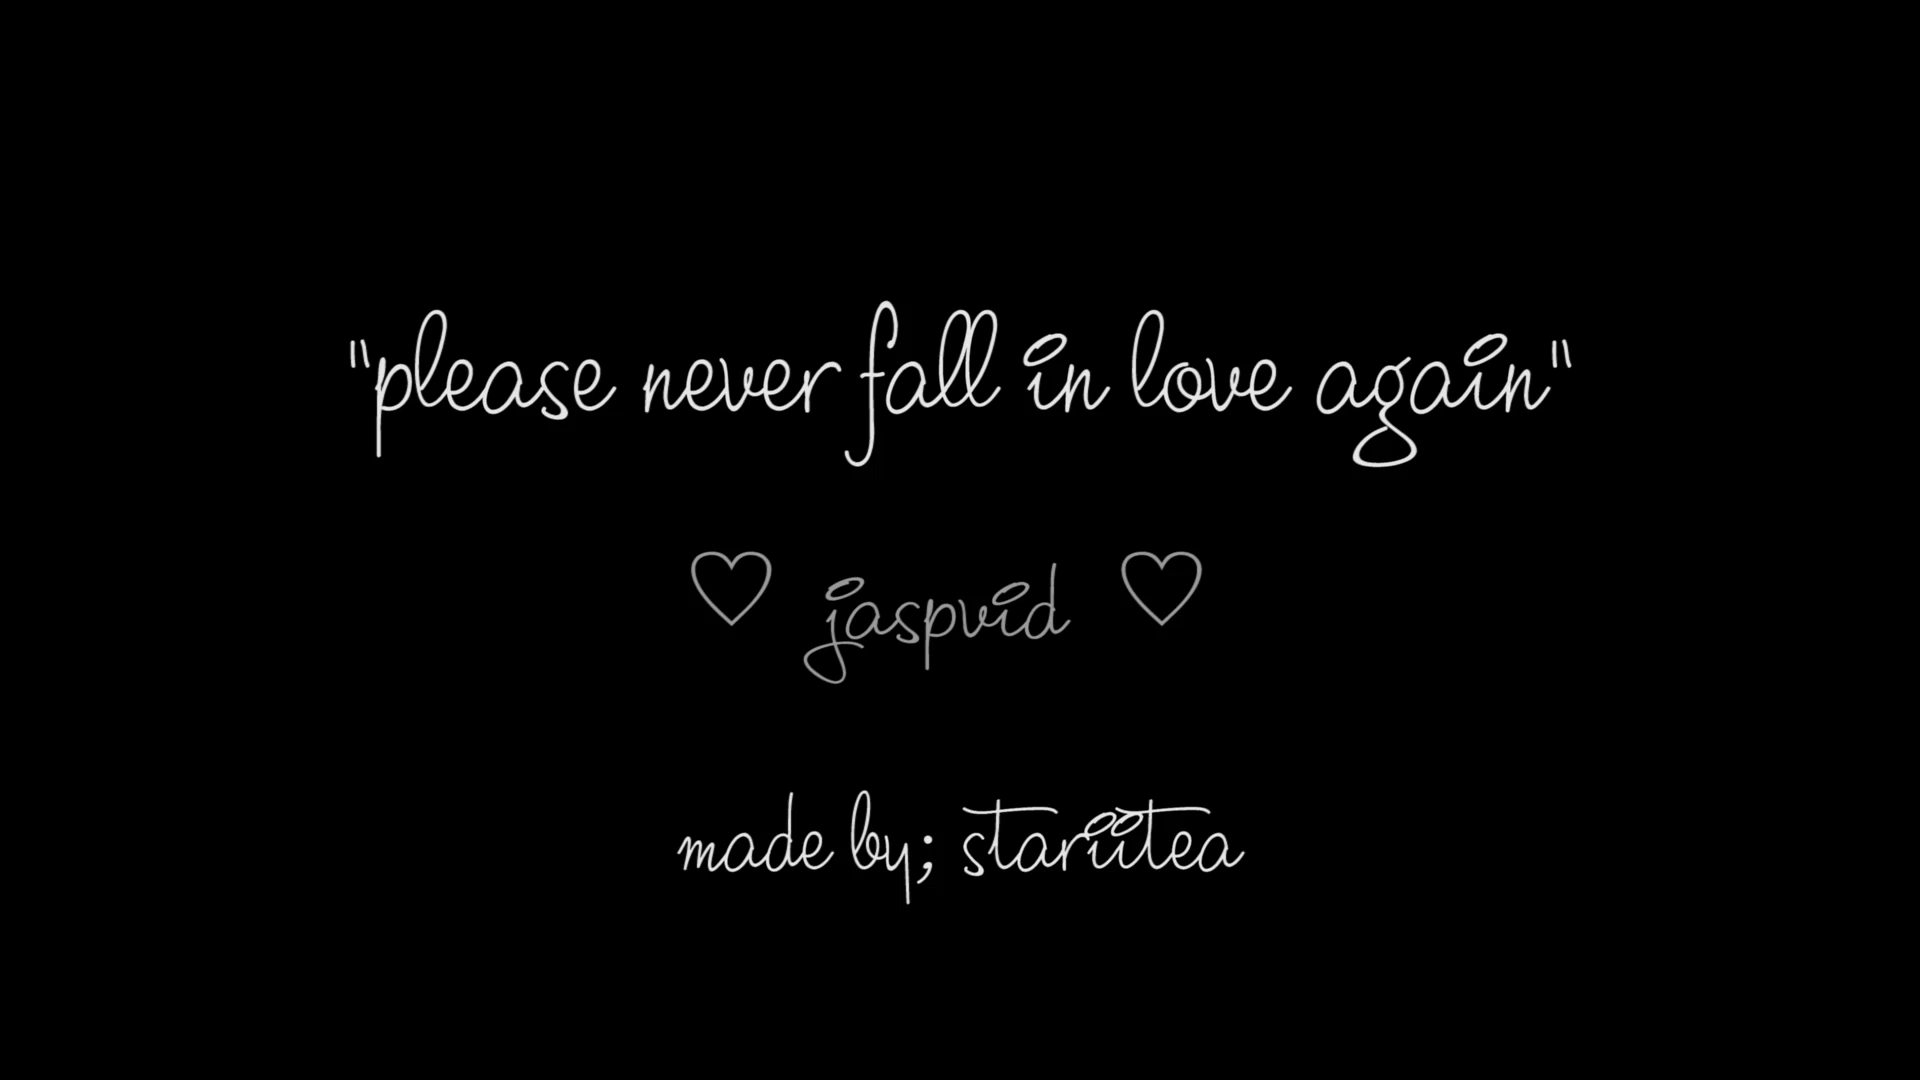 "please never fall in love again"
♡ jaspvid ♡
made by; stariitea